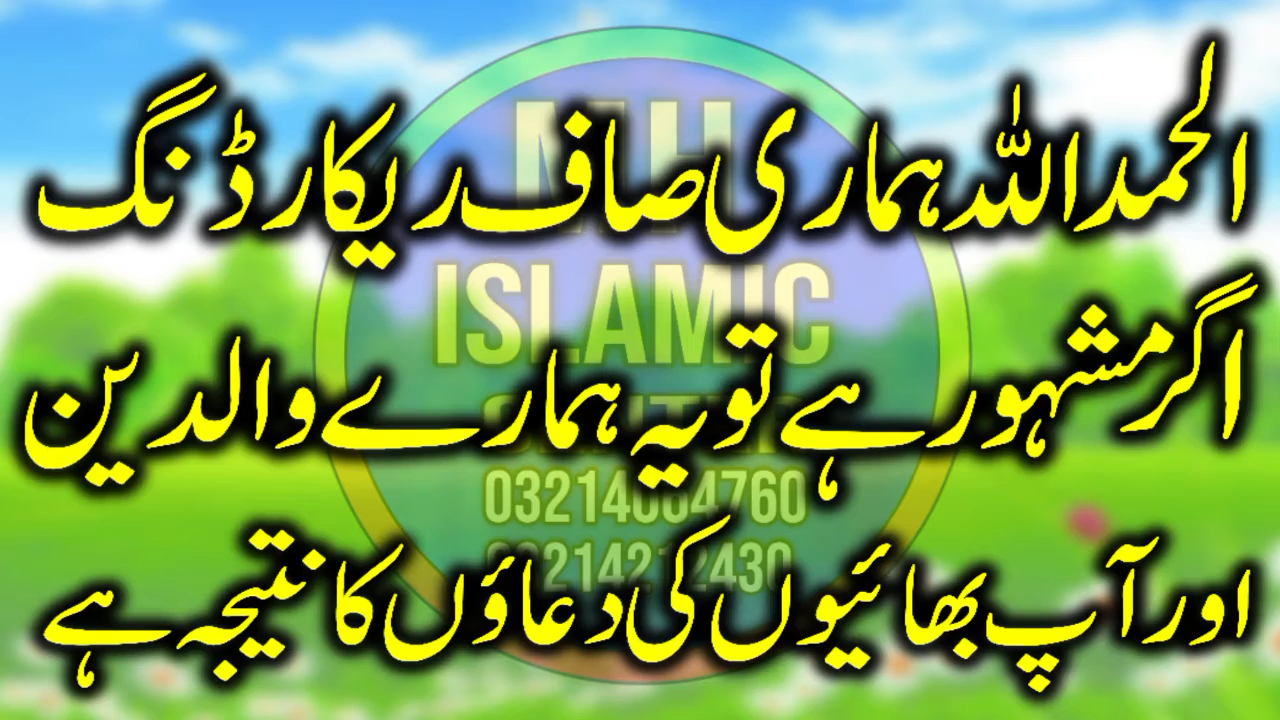 الحمداللہ ہماری صاف ریکارڈنگ
اگر مشہور ہے تو یہ ہمارے والدین
اور آپ بھائیوں کی دعاؤں کا نتیجہ ہے
ISLAMIC